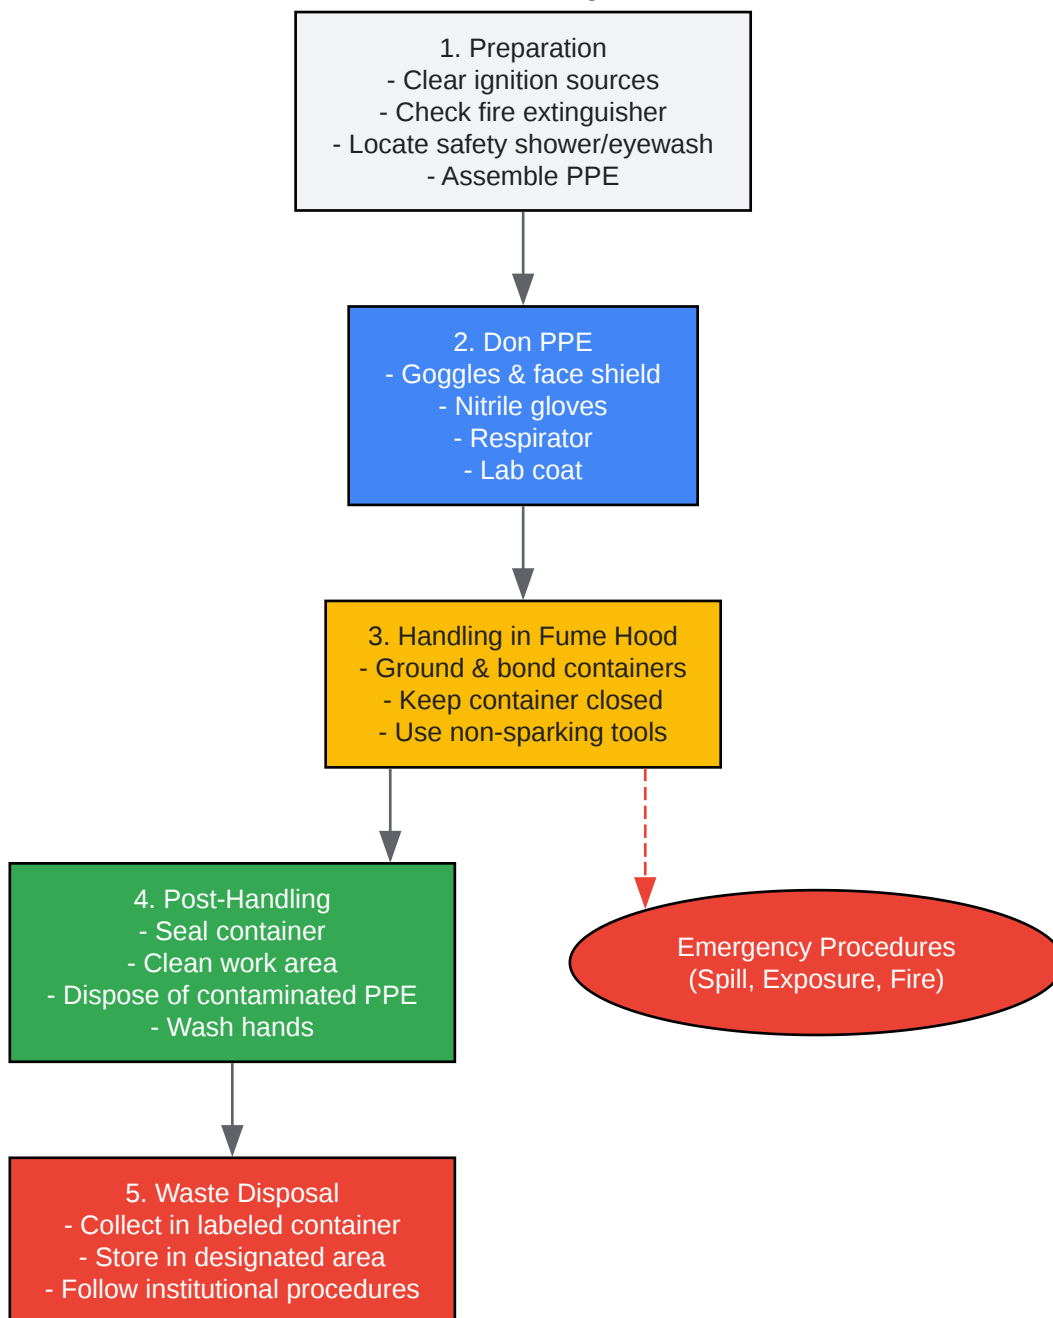 1. Preparation
- Clear ignition sources
- Check fire extinguisher
- Locate safety shower/eyewash
- Assemble PPE
2. Don PPE
- Goggles & face shield
- Nitrile gloves
- Respirator
- Lab coat
3. Handling in Fume Hood
- Ground & bond containers
- Keep container closed
- Use non-sparking tools
4. Post-Handling
- Seal container
- Clean work area
- Dispose of contaminated PPE
- Wash hands
Emergency Procedures
(Spill, Exposure, Fire)
5. Waste Disposal
- Collect in labeled container
- Store in designated area
- Follow institutional procedures